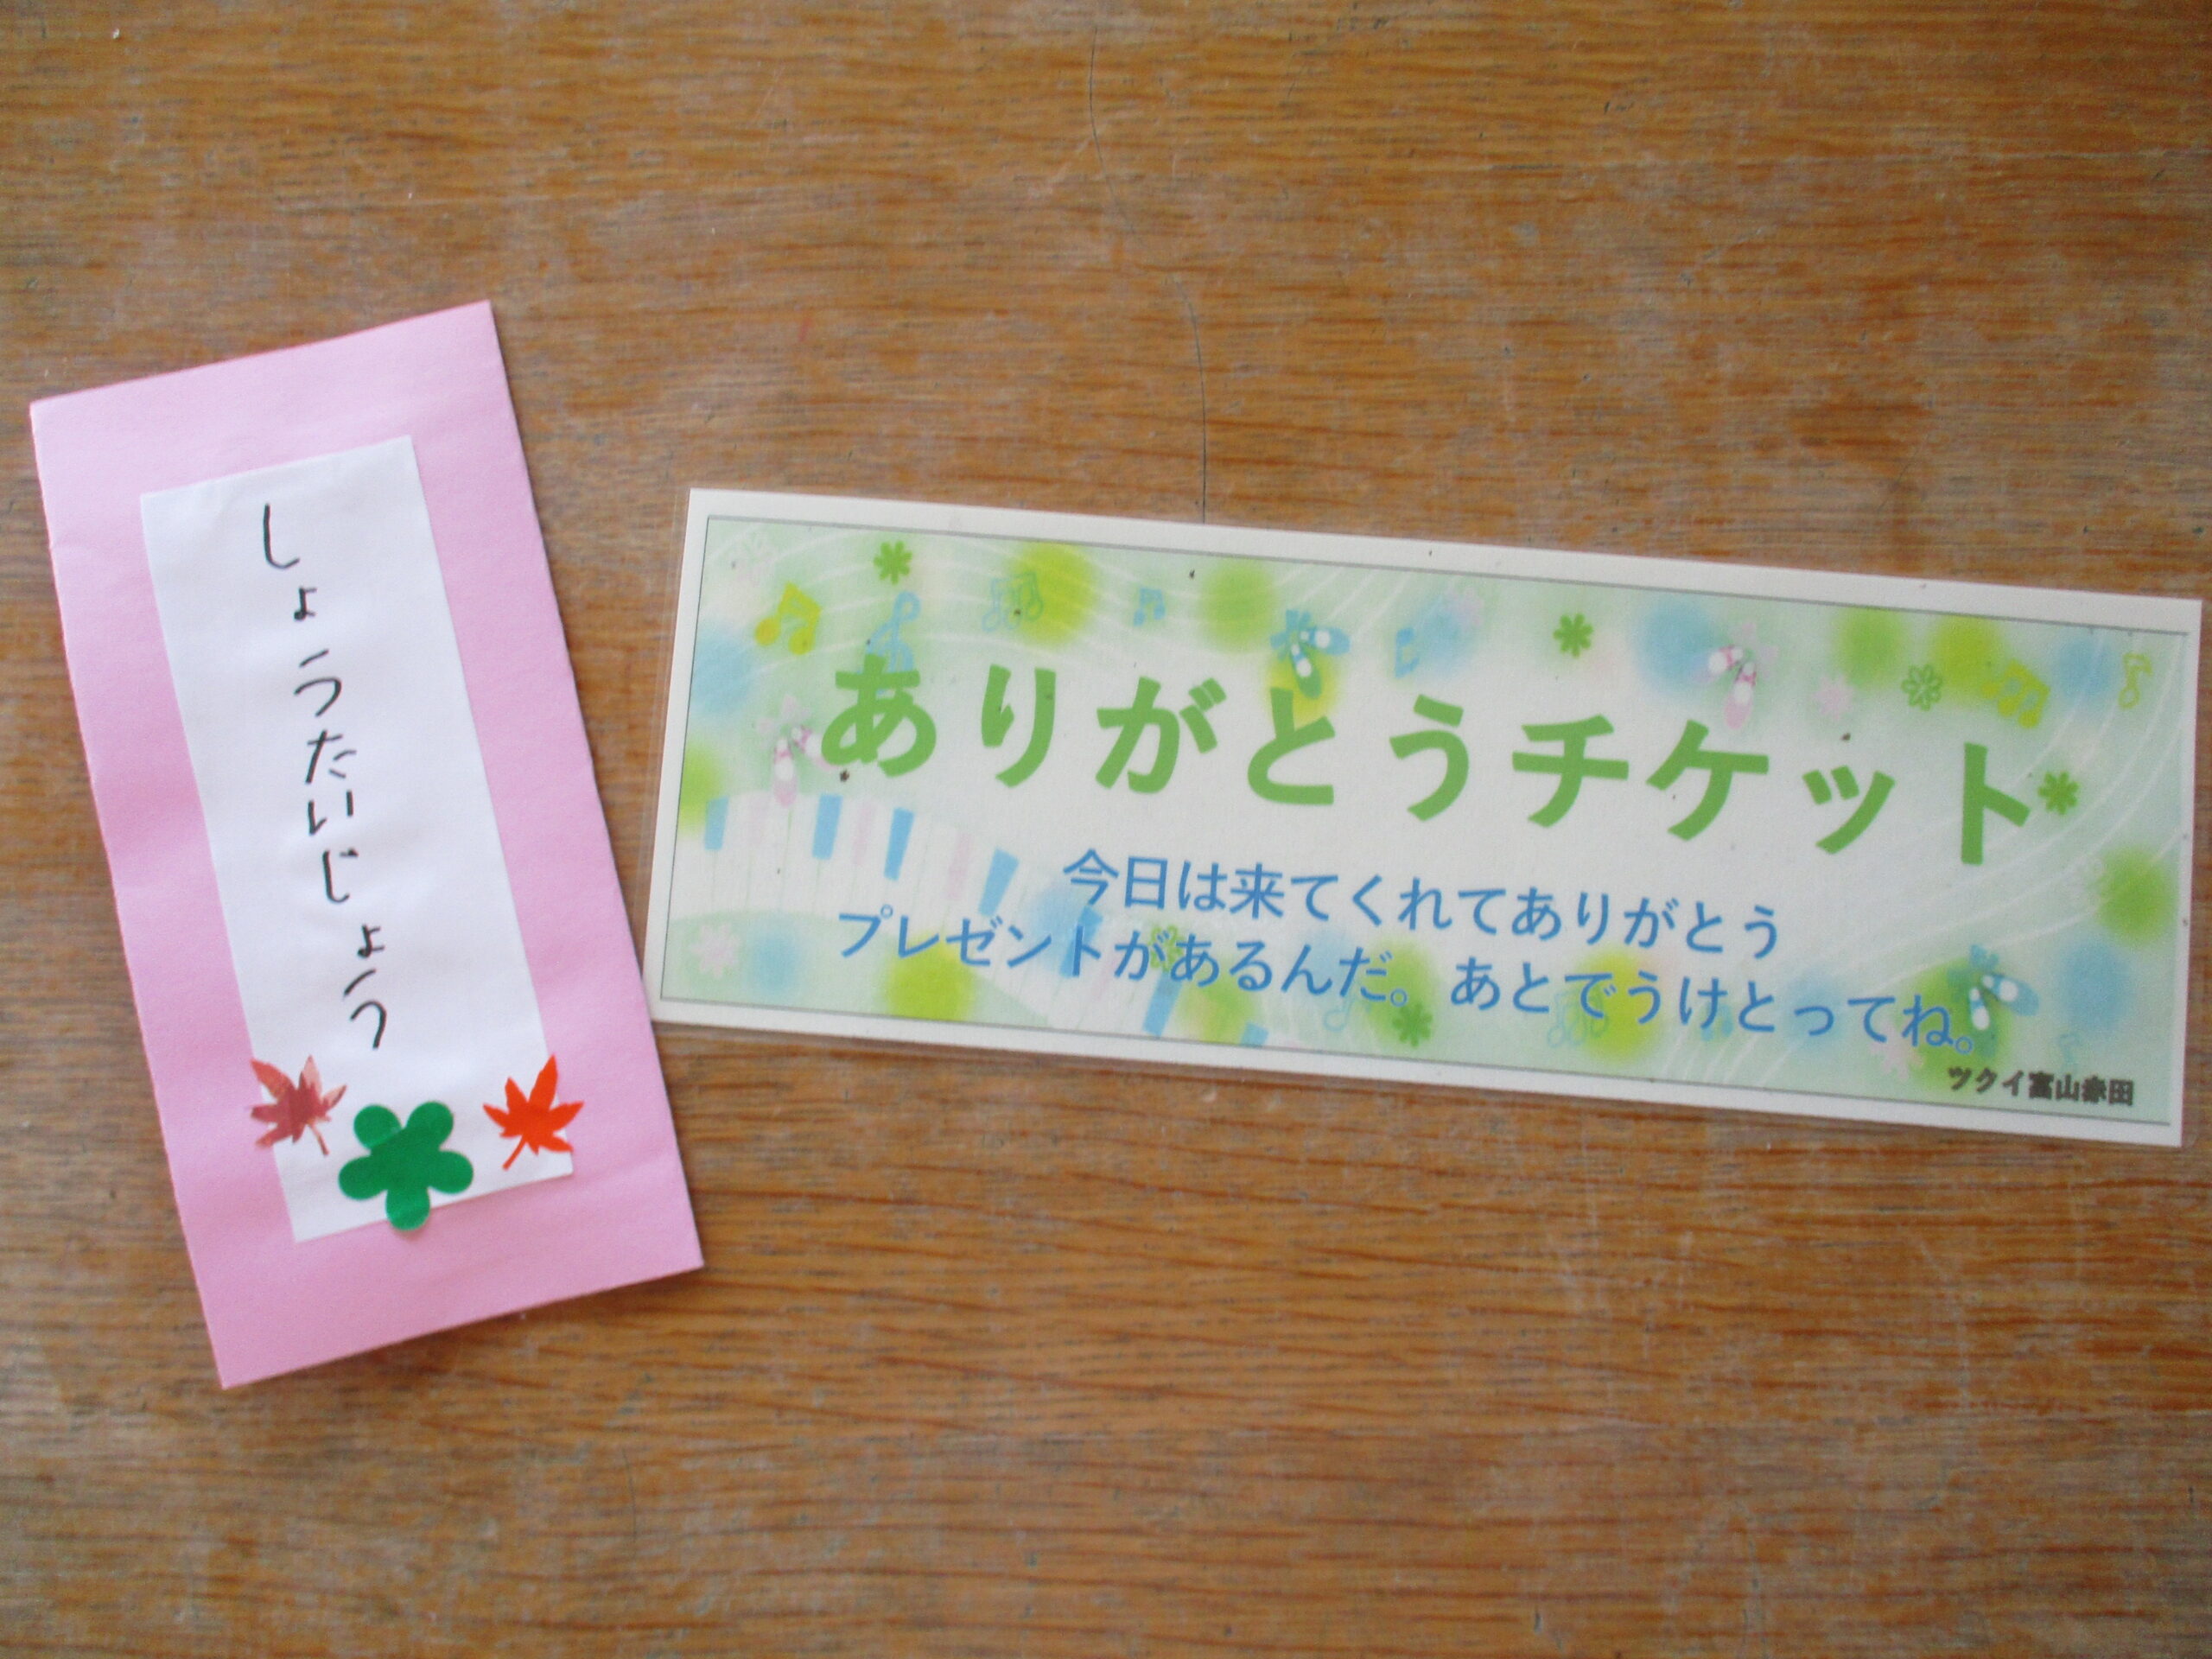 しょうたいじょう
ありがとうチケット
今日は来てくれてありがとう
プレゼントがあるんだ。あとでうけとってね。
ツクイ富山赤田